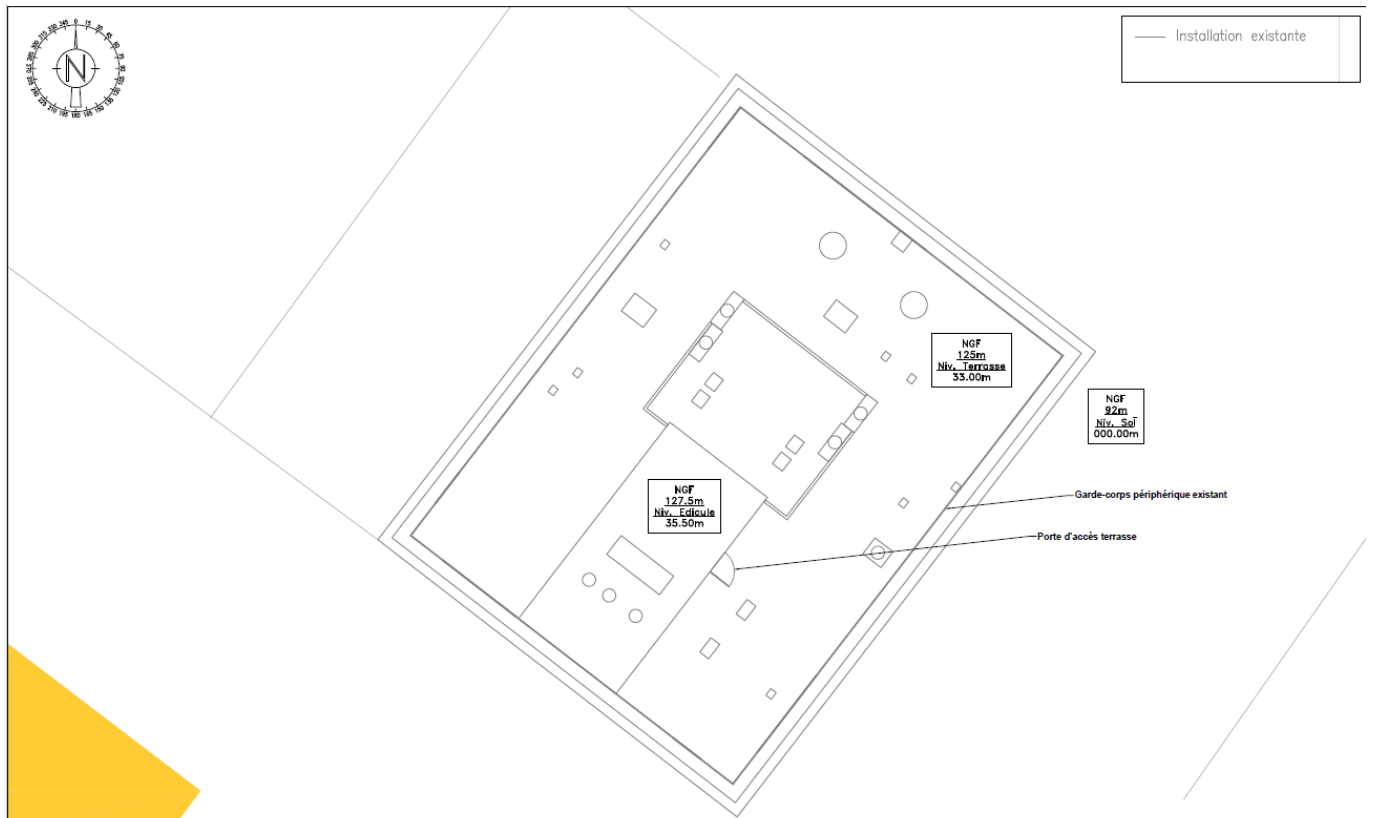 N
Installation existante
NGF
125m
Niv. Terrasse
33.00m
NGF
92m
Niv. Sol
000.00m
NGF
127.5m
Niv. Edicule
35.50m
Garde-corps périphérique existant
Porte d'accès terrasse